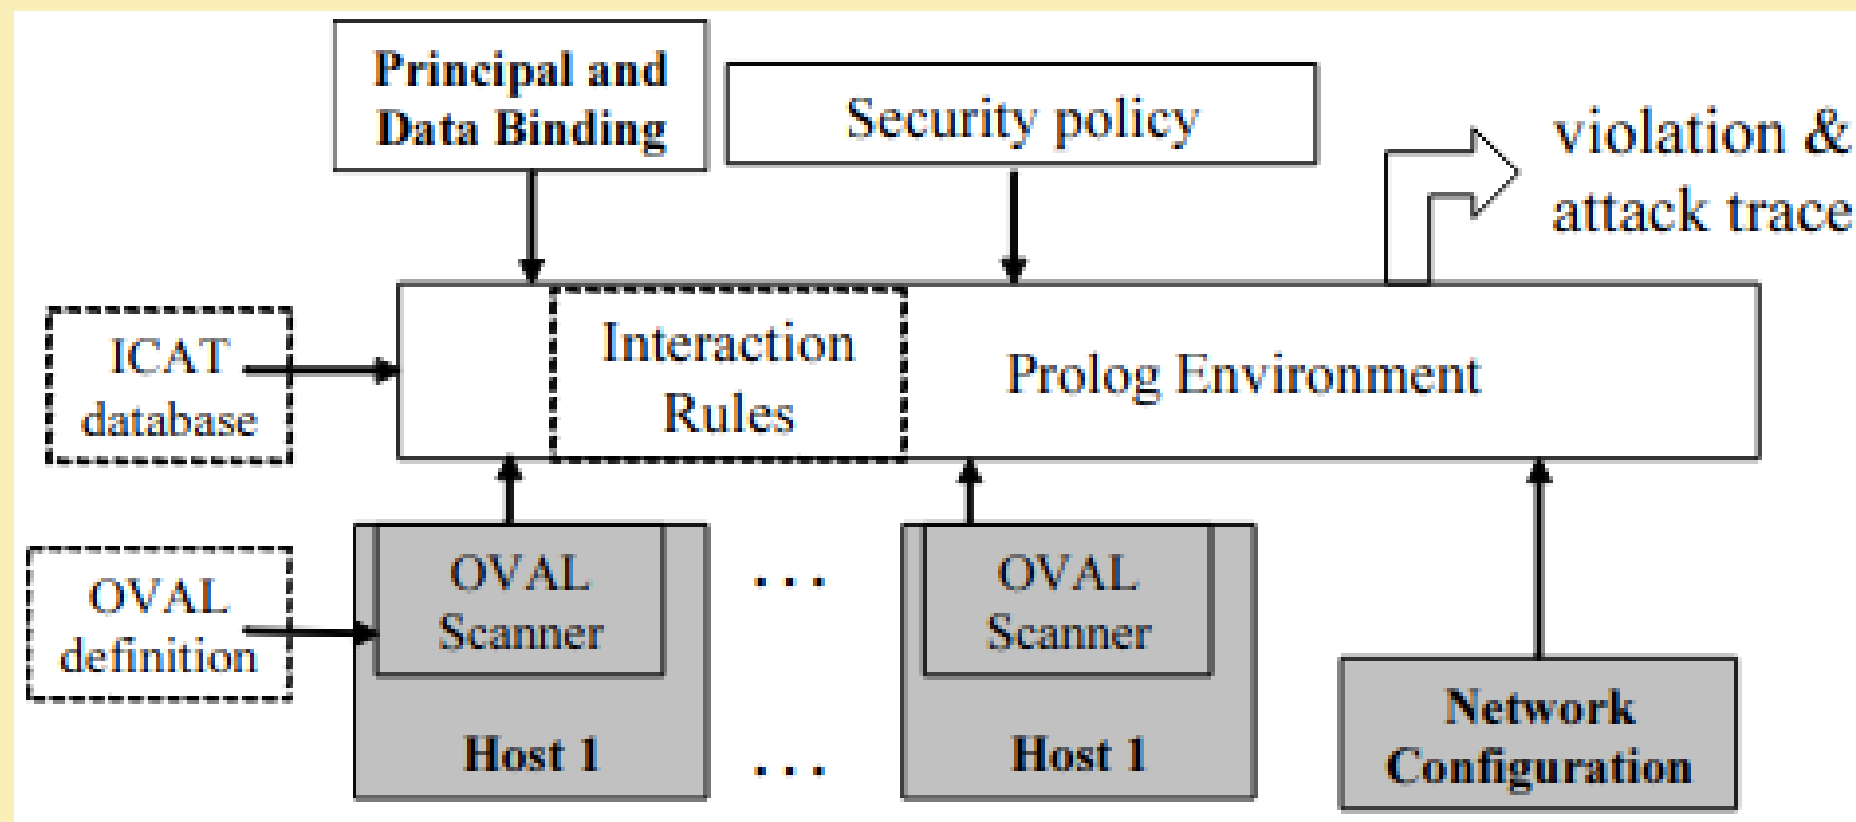 Principal and
Data Binding
Security policy
violation &
attack trace
ICAT
database
Interaction
Rules
Prolog Environment
OVAL
definition
OVAL
Scanner
Host 1
...
...
OVAL
Scanner
Host 1
Network
Configuration